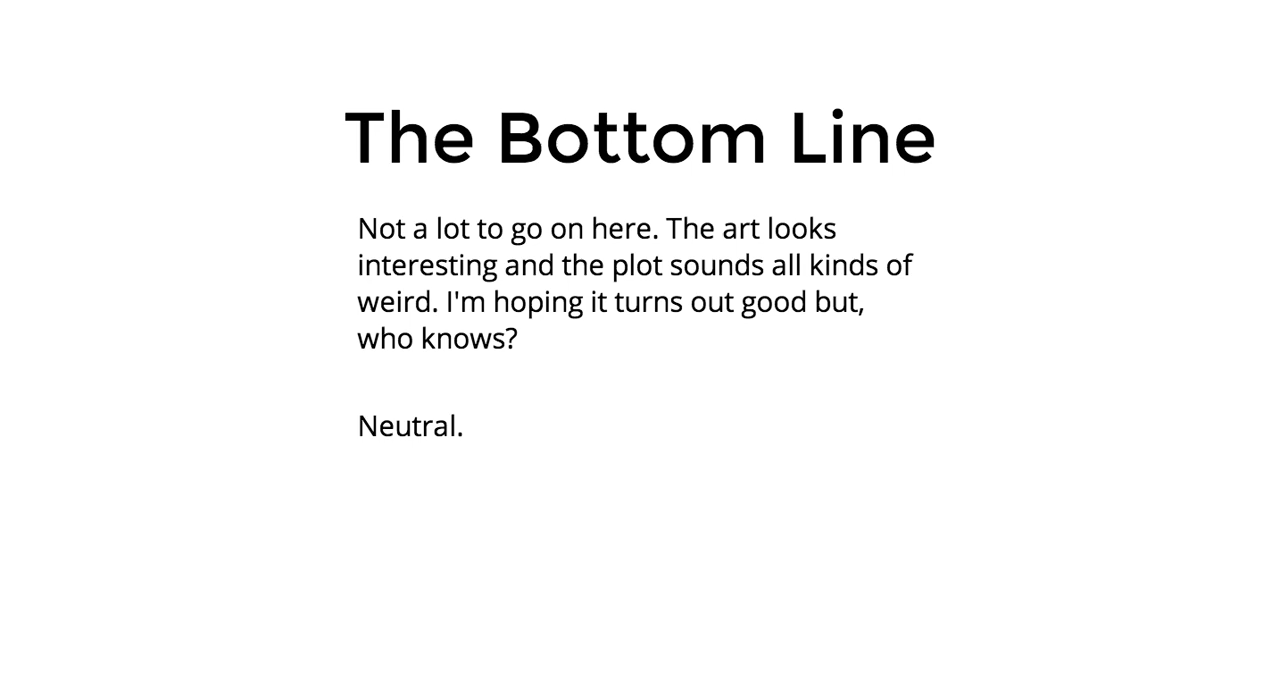 The Bottom Line
Not a lot to go on here. The art looks
interesting and the plot sounds all kinds of
weird. I'm hoping it turns out good but,
who knows?
Neutral.